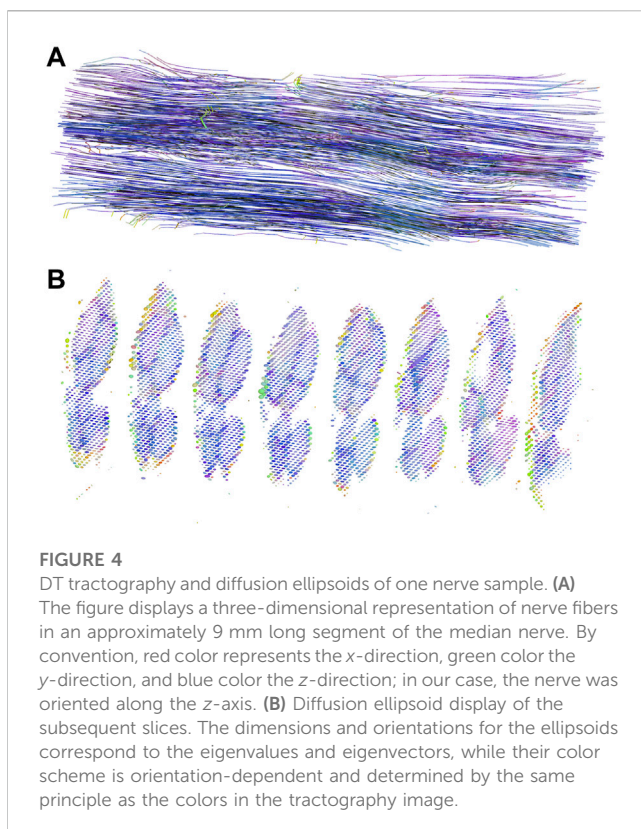 A
B
FIGURE 4
DT tractography and diffusion ellipsoids of one nerve sample. (A)
The figure displays a three-dimensional representation of nerve fibers
in an approximately 9 mm long segment of the median nerve. By
convention, red color represents the x-direction, green color the
y-direction, and blue color the z-direction; in our case, the nerve was
oriented along the z-axis. (B) Diffusion ellipsoid display of the
subsequent slices. The dimensions and orientations for the ellipsoids
correspond to the eigenvalues and eigenvectors, while their color
scheme is orientation-dependent and determined by the same
principle as the colors in the tractography image.